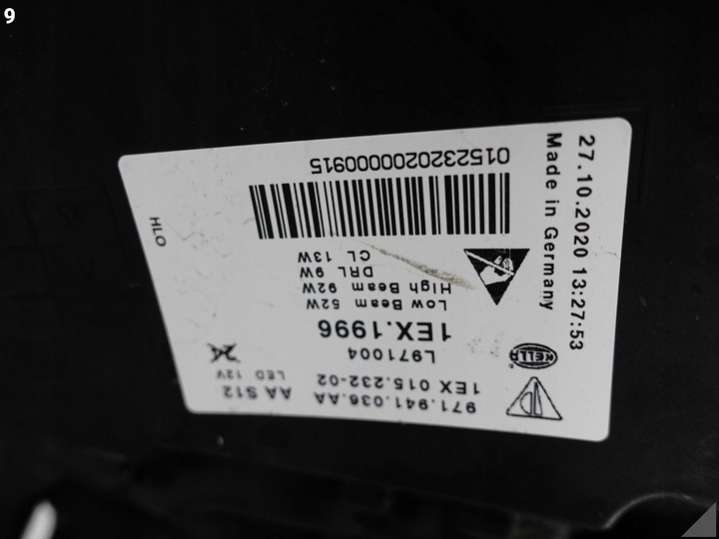 9
971.941.036.AA AA S12
1EX 015.232-02 LED 12V
L971004
1EX.1996
Low Beam 52W
High Beam 92W
DRL 9W
CL 13W
01523202000000915
HELLA
Made in Germany
27.10.2020 13:27:53
HLO